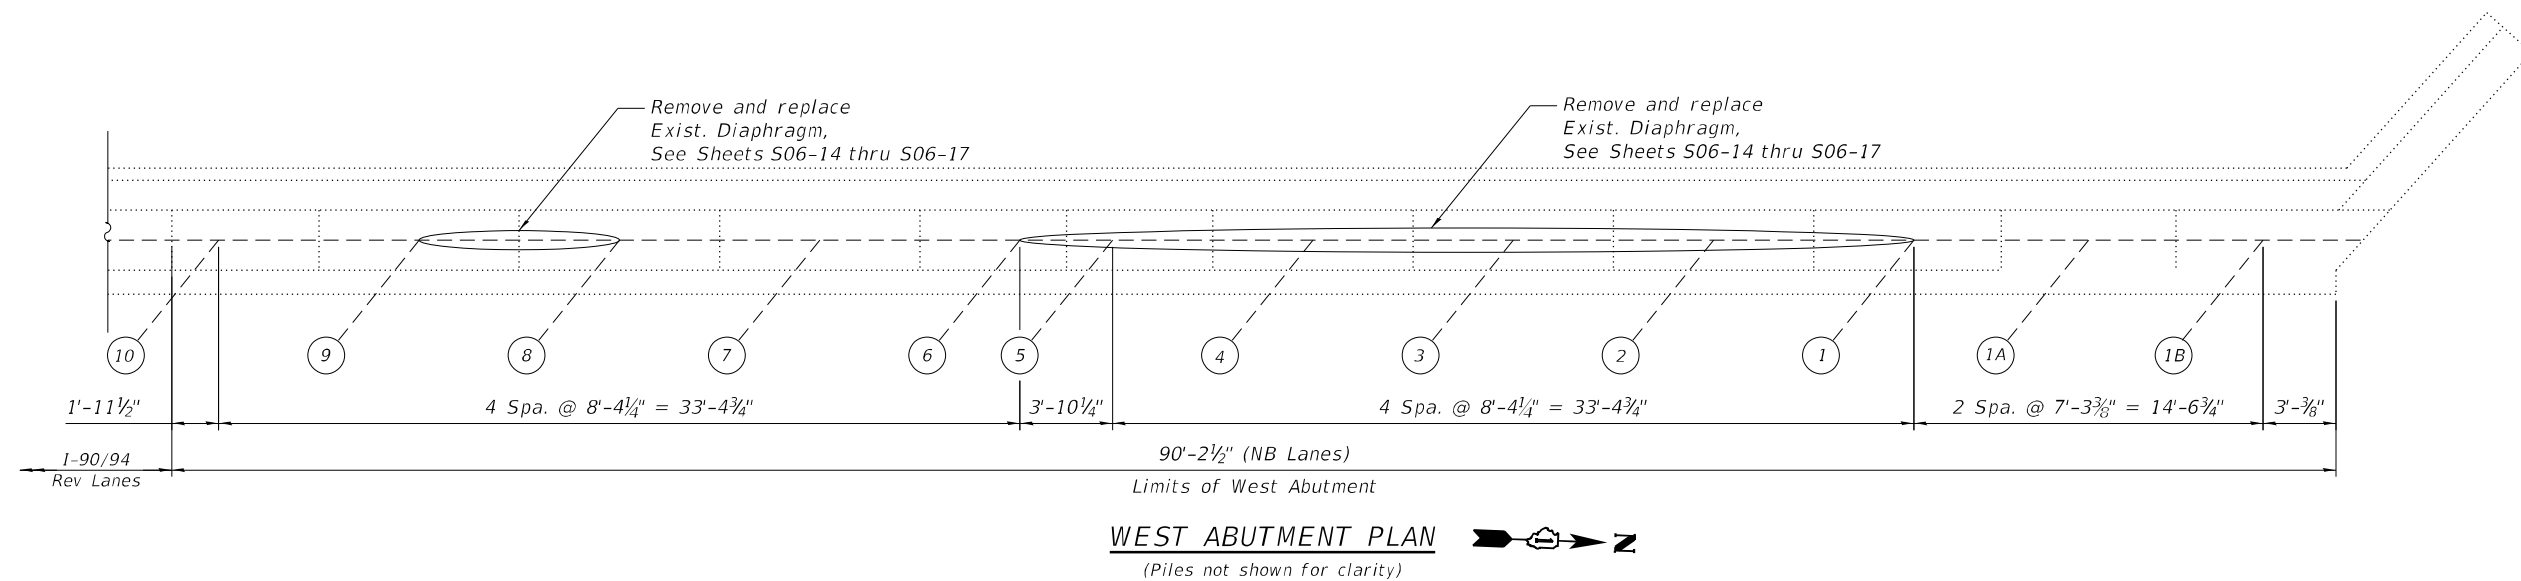 Remove and replace
Exist. Diaphragm,
See Sheets S06-14 thru S06-17
Remove and replace
Exist. Diaphragm,
See Sheets S06-14 thru S06-17
10 9 8 7 6 5 4 3 2 1 1A 1B
1'-11½" 4 Spa. @ 8'-4¼" = 33'-4¾" 3'-10¼" 4 Spa. @ 8'-4¼" = 33'-4¾" 2 Spa. @ 7'-3⅜" = 14'-6¾" 3'-⅜"
I-90/94
Rev Lanes
90'-2½" (NB Lanes)
Limits of West Abutment
WEST ABUTMENT PLAN
N
(Piles not shown for clarity)